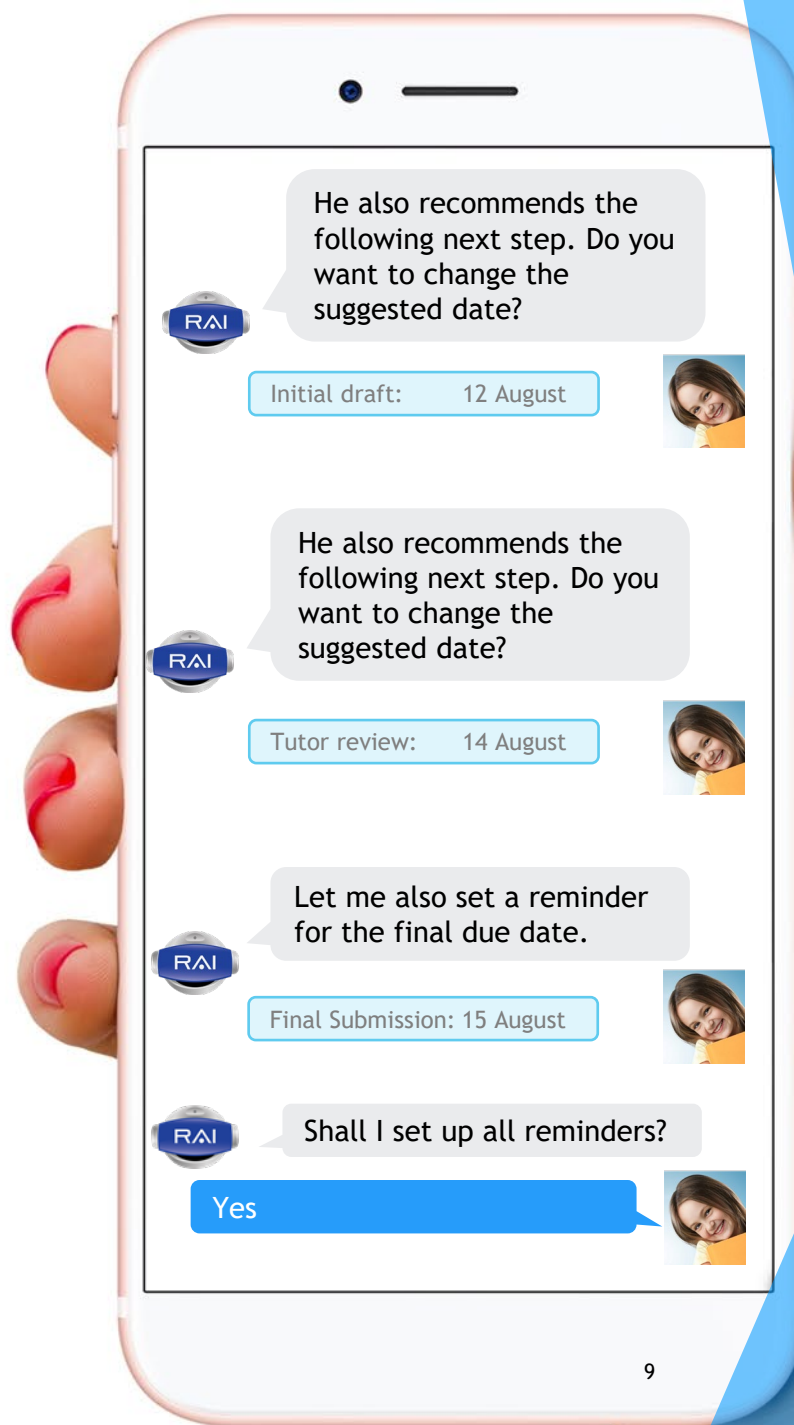 He also recommends the
following next step. Do you
want to change the
suggested date?
RAI
Initial draft: 12 August
He also recommends the
following next step. Do you
want to change the
suggested date?
RAI
Tutor review: 14 August
Let me also set a reminder
for the final due date.
RAI
Final Submission: 15 August
RAI
Shall I set up all reminders?
Yes
9